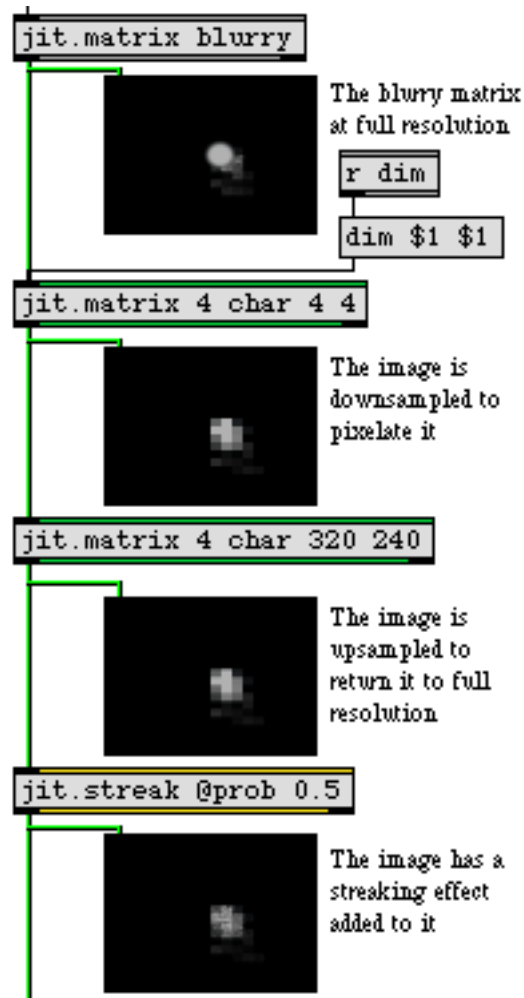 jit.matrix blurry
The blurry matrix
at full resolution
r dim
dim $1 $1
jit.matrix 4 char 4 4
The image is
downsampled to
pixelate it
jit.matrix 4 char 320 240
The image is
upsampled to
return it to full
resolution
jit.streak @prob 0.5
The image has a
streaking effect
added to it